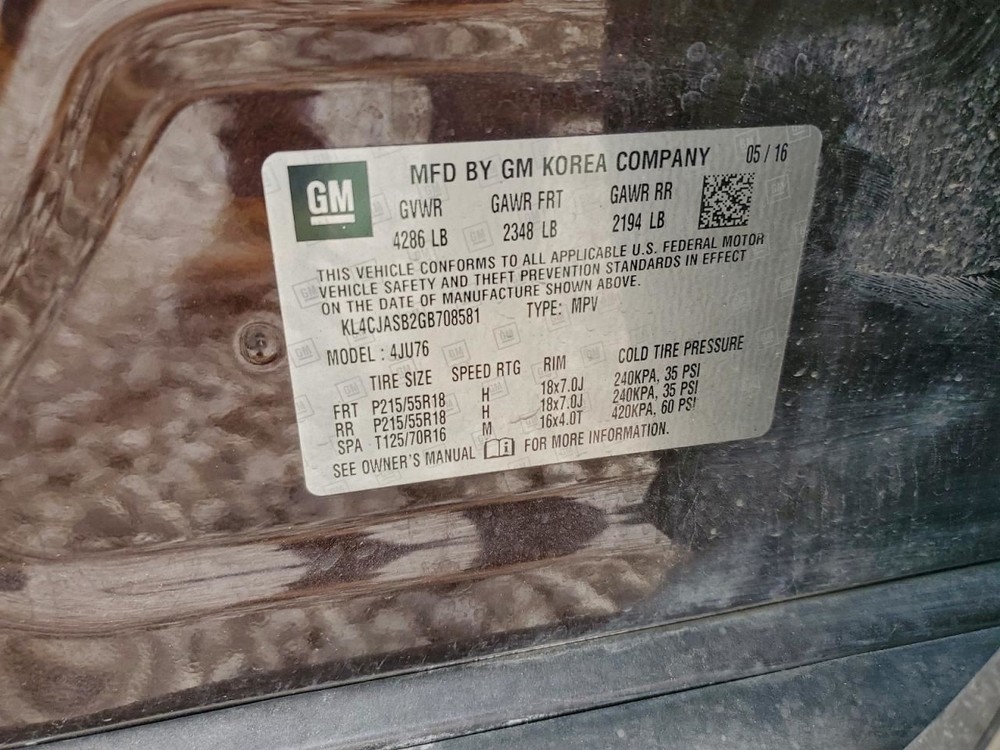 GM
MFD BY GM KOREA COMPANY 05 / 16
GVWR GAWR FRT GAWR RR
4286 LB 2348 LB 2194 LB
THIS VEHICLE CONFORMS TO ALL APPLICABLE U.S. FEDERAL MOTOR
VEHICLE SAFETY AND THEFT PREVENTION STANDARDS IN EFFECT
ON THE DATE OF MANUFACTURE SHOWN ABOVE.
KL4CJASB2GB708581 TYPE: MPV
MODEL : 4JU76
TIRE SIZE SPEED RTG RIM COLD TIRE PRESSURE
FRT P215/55R18 H 18x7.0J 240KPA, 35 PSI
RR P215/55R18 H 18x7.0J 240KPA, 35 PSI
SPA T125/70R16 M 16x4.0T 420KPA, 60 PSI
SEE OWNER'S MANUAL FOR MORE INFORMATION.